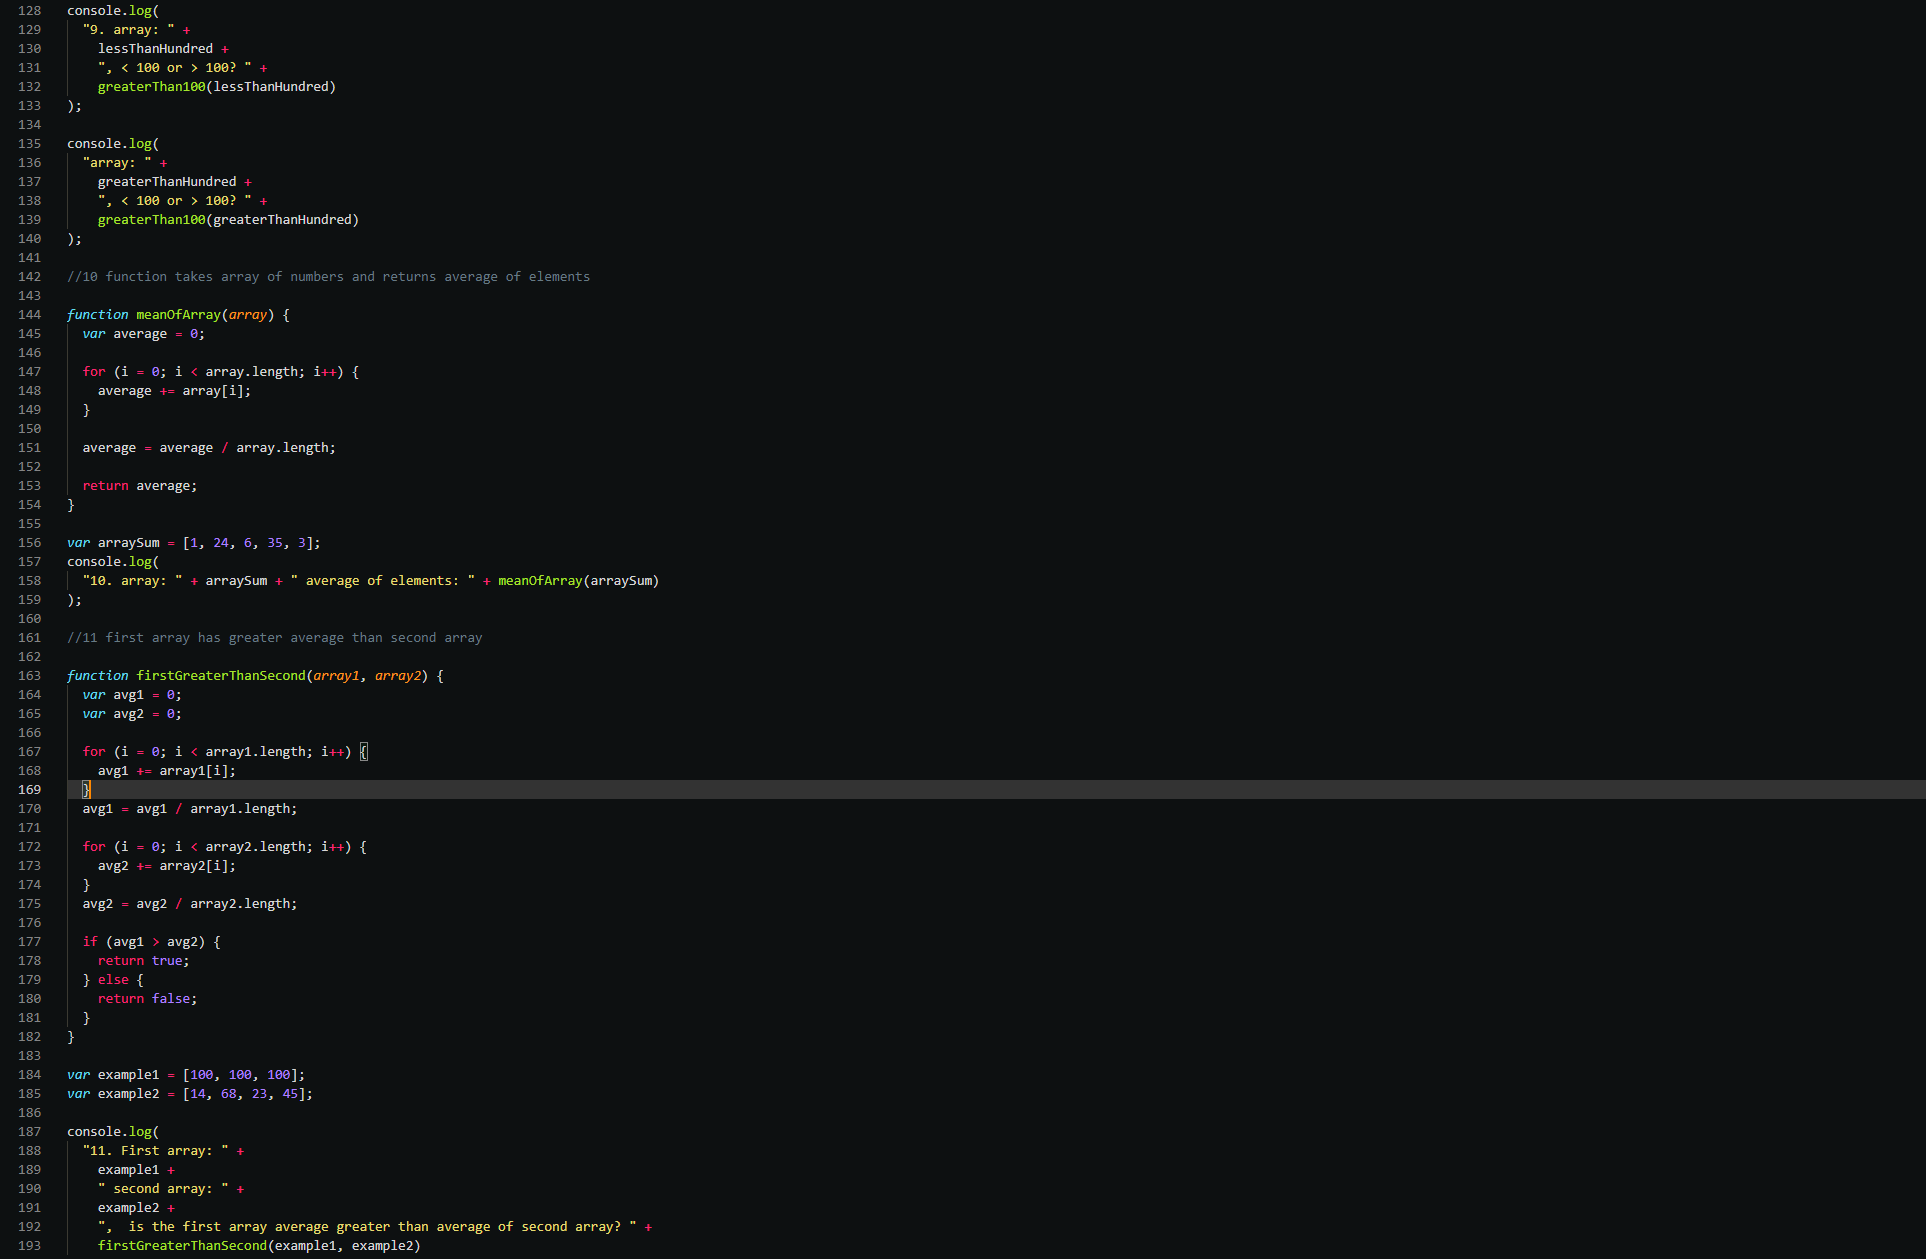 128 console.log(
129   "9. array: " +
130     lessThanHundred +
131     ", < 100 or > 100? " +
132     greaterThan100(lessThanHundred)
133 );
134
135 console.log(
136   "array: " +
137     greaterThanHundred +
138     ", < 100 or > 100? " +
139     greaterThan100(greaterThanHundred)
140 );
141
142 //10 function takes array of numbers and returns average of elements
143
144 function meanOfArray(array) {
145   var average = 0;
146
147   for (i = 0; i < array.length; i++) {
148     average += array[i];
149   }
150
151   average = average / array.length;
152
153   return average;
154 }
155
156 var arraySum = [1, 24, 6, 35, 3];
157 console.log(
158   "10. array: " + arraySum + " average of elements: " + meanOfArray(arraySum)
159 );
160
161 //11 first array has greater average than second array
162
163 function firstGreaterThanSecond(array1, array2) {
164   var avg1 = 0;
165   var avg2 = 0;
166
167   for (i = 0; i < array1.length; i++) {
168     avg1 += array1[i];
169   }
170   avg1 = avg1 / array1.length;
171
172   for (i = 0; i < array2.length; i++) {
173     avg2 += array2[i];
174   }
175   avg2 = avg2 / array2.length;
176
177   if (avg1 > avg2) {
178     return true;
179   } else {
180     return false;
181   }
182 }
183
184 var example1 = [100, 100, 100];
185 var example2 = [14, 68, 23, 45];
186
187 console.log(
188   "11. First array: " +
189     example1 +
190     " second array: " +
191     example2 +
192     ",  is the first array average greater than average of second array? " +
193     firstGreaterThanSecond(example1, example2)